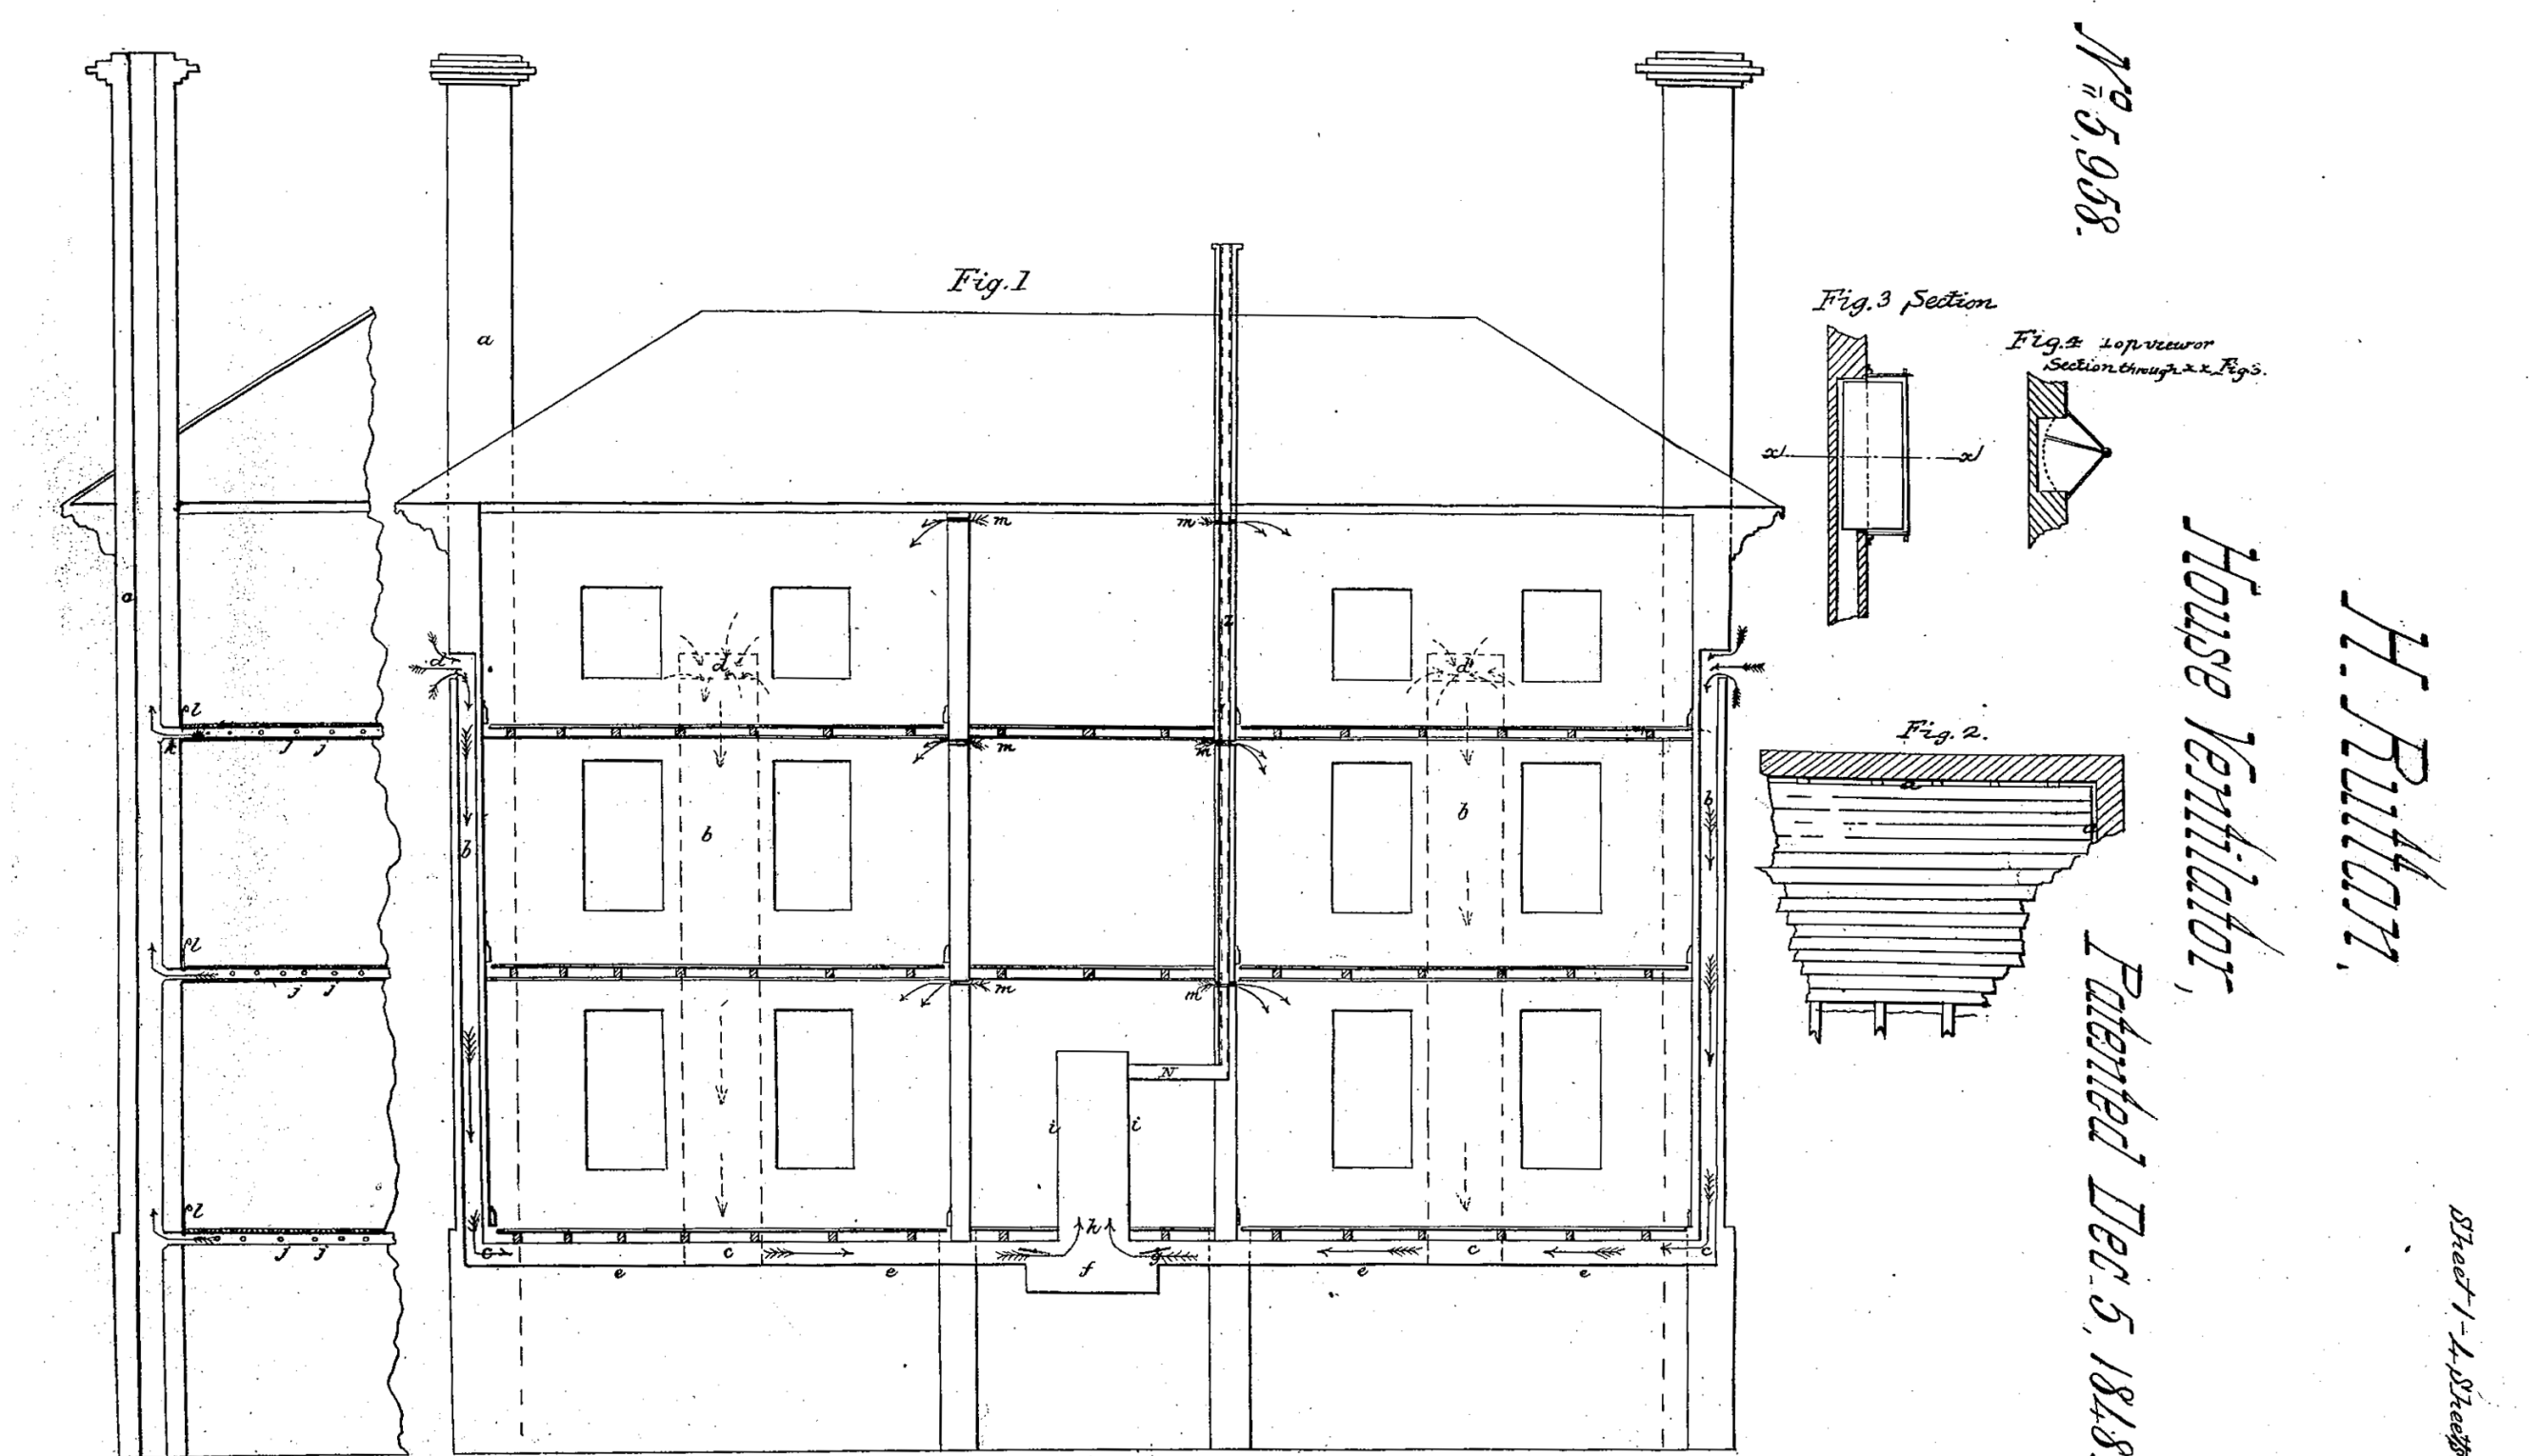 H. Ruttan,
House Ventilator,
No 5,958.
Patented Dec. 5, 1848
Sheet 1-4 Sheets
Fig. 1
a
a
d
d
d
b
b
b
b
m
m
m
m
m
m
z
l
k
j
j
l
j
j
l
j
j
N
i
i
h
c
c
c
c
e
e
f
g
e
e
Fig. 3 Section
x
x
Fig. 4 top view or
Section through x x Fig 3.
Fig. 2.
a